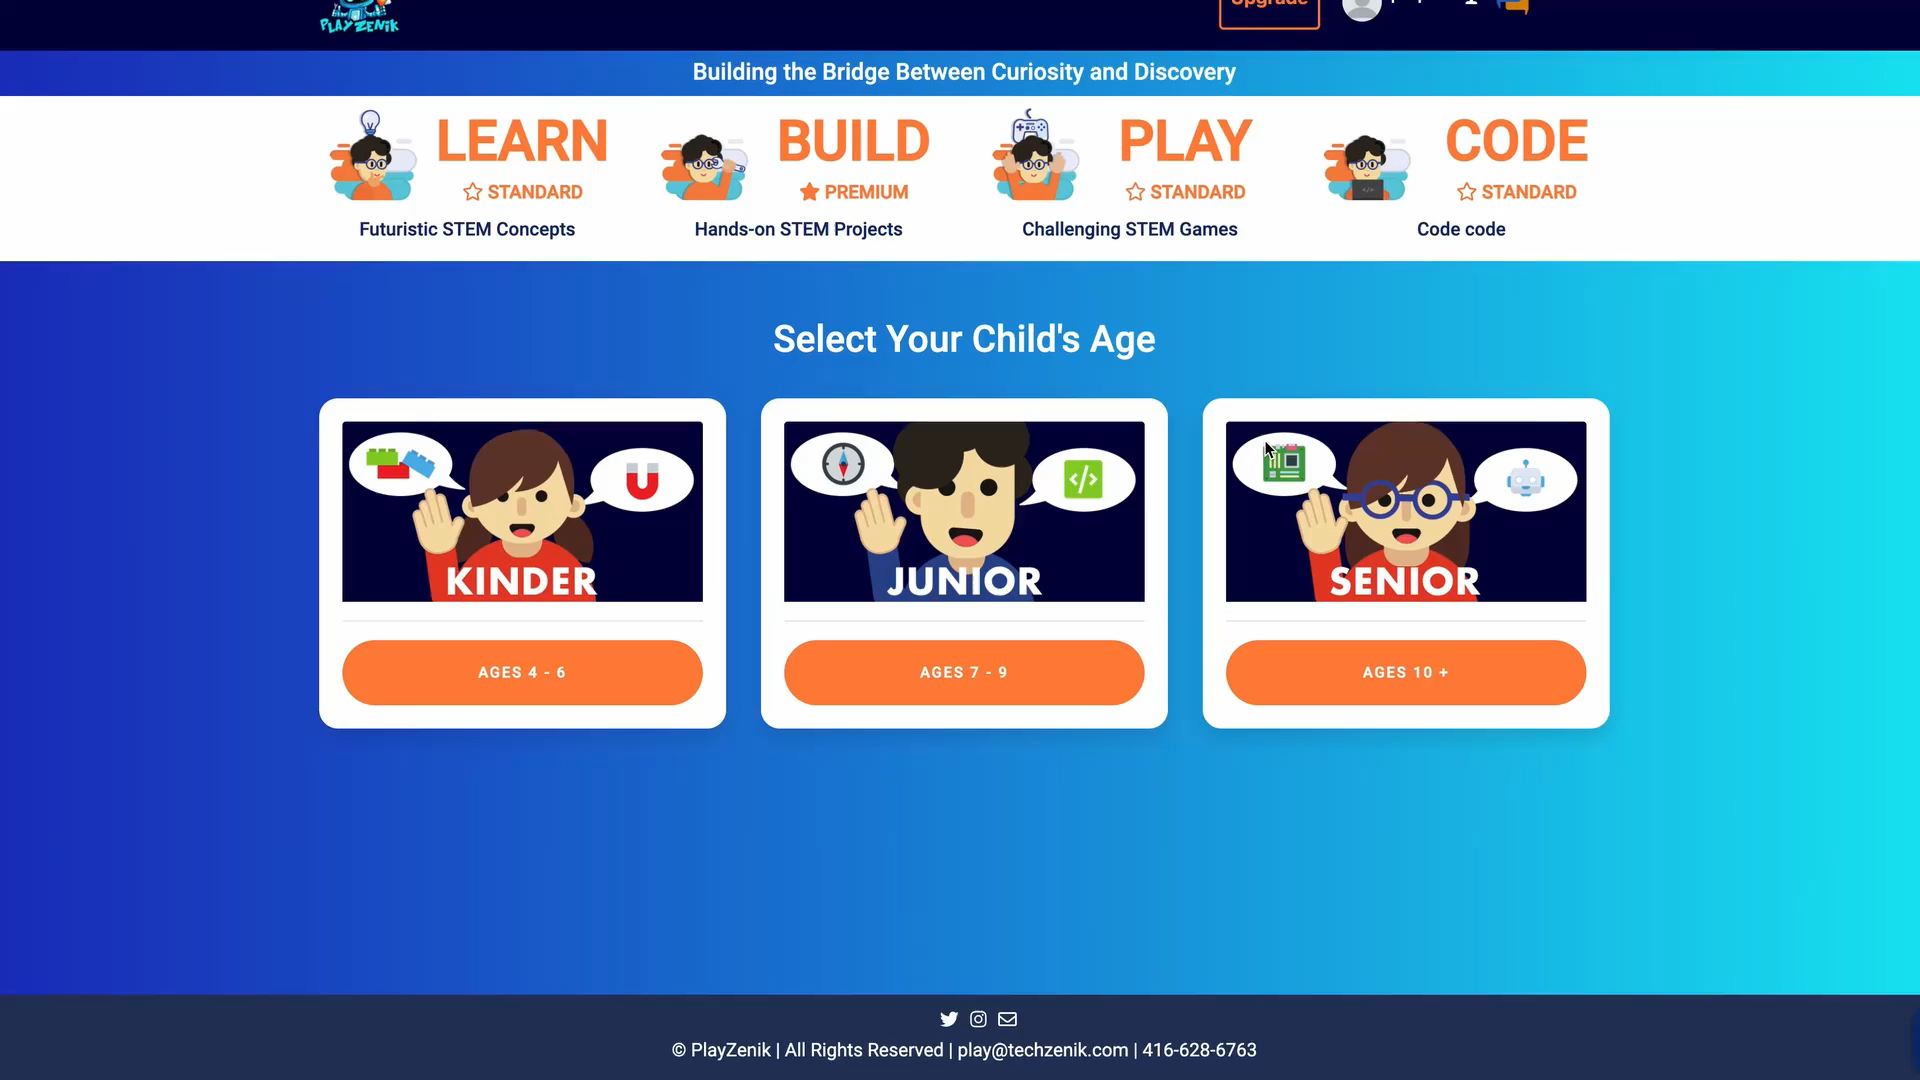 PLAYZENIK
Upgrade
Building the Bridge Between Curiosity and Discovery
LEARN
STANDARD
Futuristic STEM Concepts
BUILD
PREMIUM
Hands-on STEM Projects
PLAY
STANDARD
Challenging STEM Games
CODE
STANDARD
Code code
Select Your Child's Age
KINDER
AGES 4 - 6
JUNIOR
AGES 7 - 9
SENIOR
AGES 10 +
© PlayZenik | All Rights Reserved | play@techzenik.com | 416-628-6763